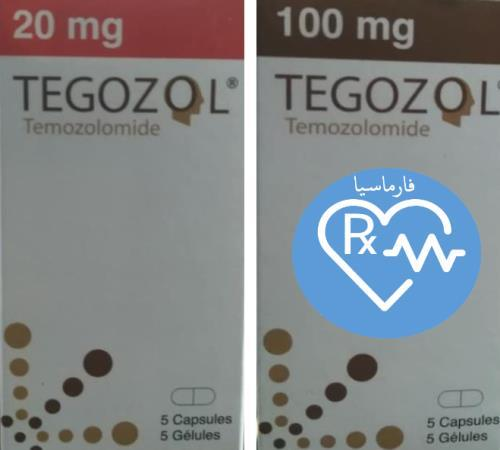 20 mg
TEGOZOL®
Temozolomide
5 Capsules
5 Gélules
100 mg
TEGOZOL®
Temozolomide
فارماسيا
Rx
5 Capsules
5 Gélules